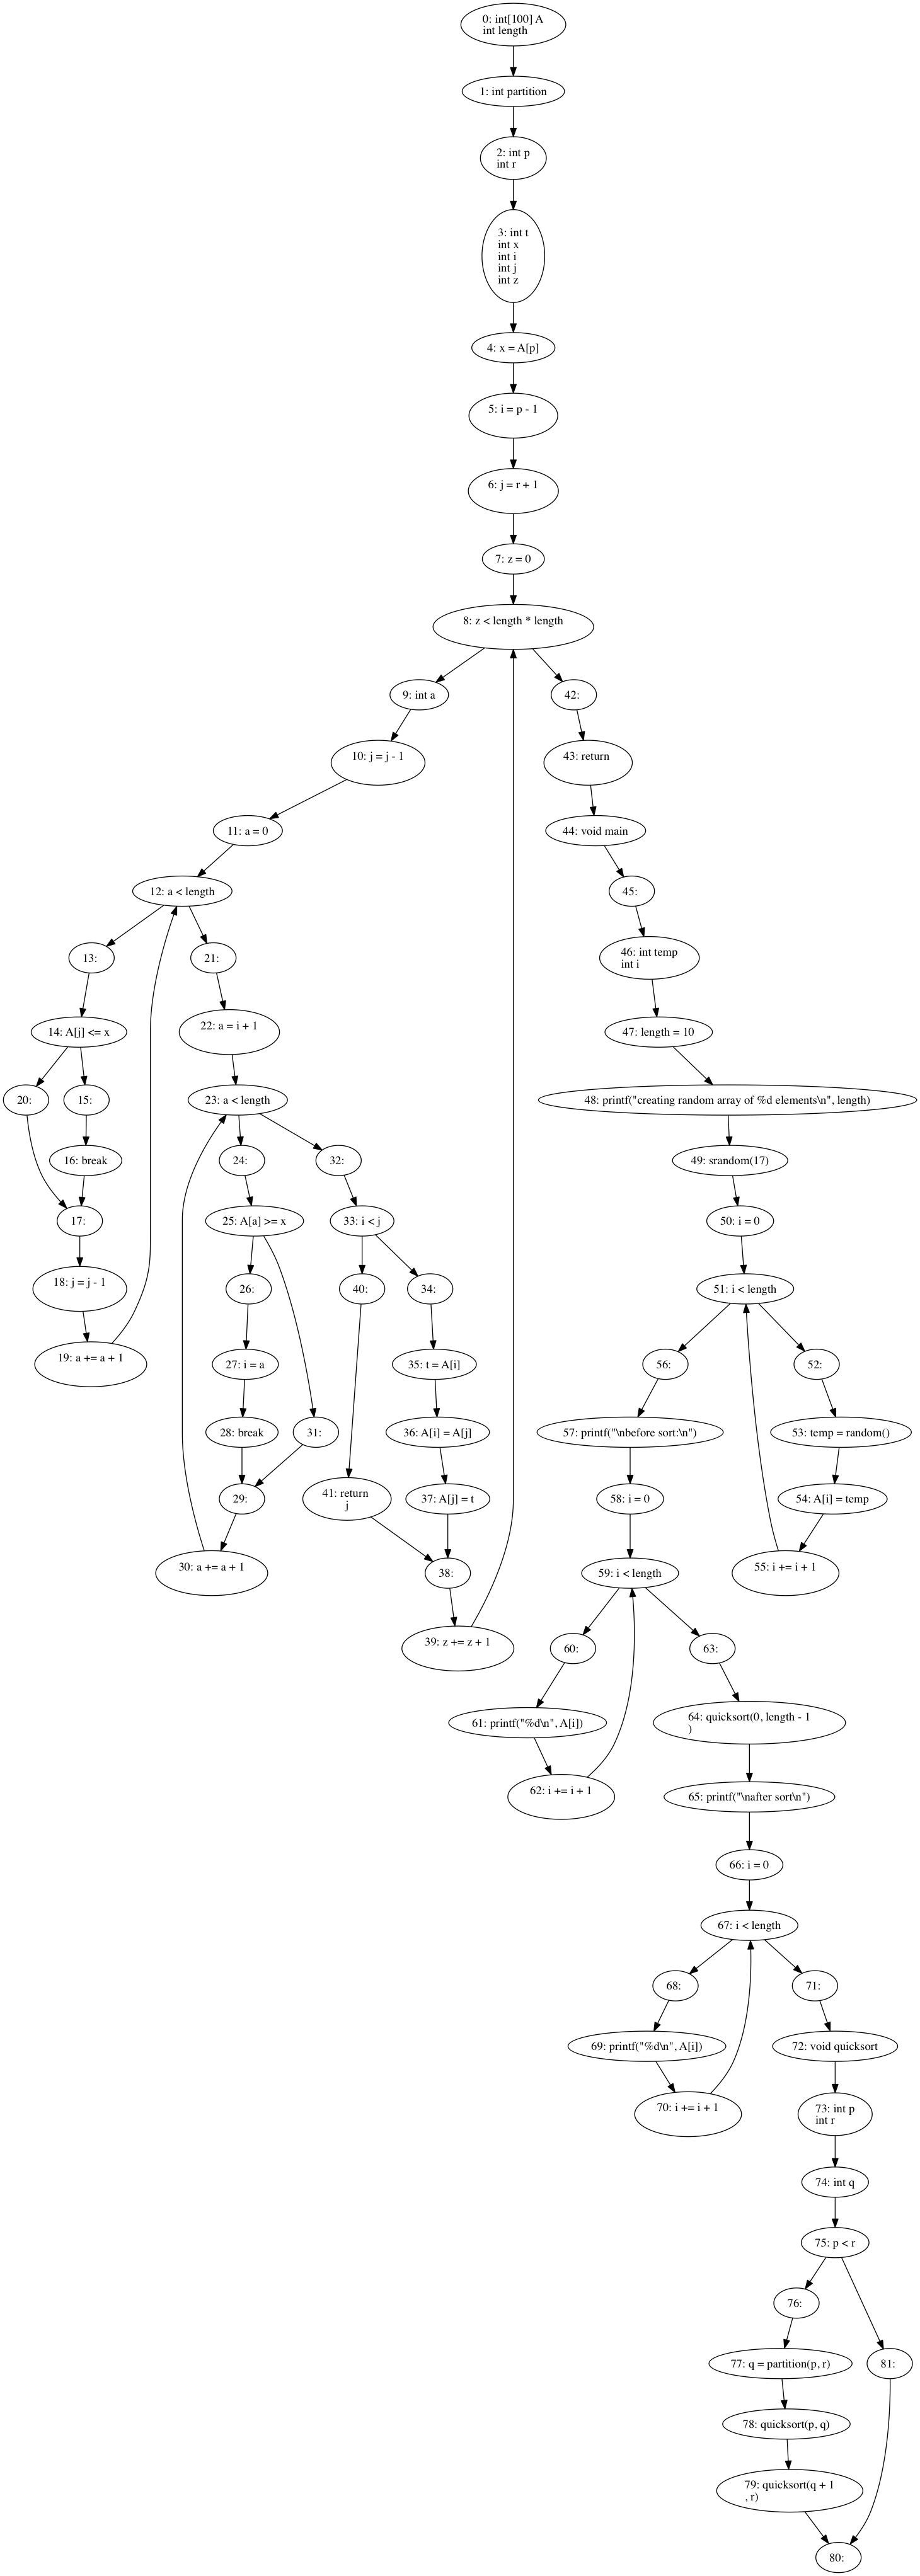 0: int[100] A
int length
1: int partition
2: int p
int r
3: int t
int x
int i
int j
int z
4: x = A[p]
5: i = p - 1
6: j = r + 1
7: z = 0
8: z < length * length
9: int a
42:
10: j = j - 1
43: return
11: a = 0
44: void main
12: a < length
45:
13:
21:
46: int temp
int i
14: A[j] <= x
22: a = i + 1
47: length = 10
20:
15:
23: a < length
48: printf("creating random array of %d elements\n", length)
16: break
24:
32:
49: srandom(17)
17:
25: A[a] >= x
33: i < j
50: i = 0
18: j = j - 1
26:
40:
34:
51: i < length
19: a += a + 1
27: i = a
35: t = A[i]
56:
52:
28: break
31:
36: A[i] = A[j]
57: printf("\nbefore sort:\n")
53: temp = random()
29:
41: return
j
37: A[j] = t
58: i = 0
54: A[i] = temp
30: a += a + 1
38:
59: i < length
55: i += i + 1
39: z += z + 1
60:
63:
61: printf("%d\n", A[i])
64: quicksort(0, length - 1
)
62: i += i + 1
65: printf("\nafter sort\n")
66: i = 0
67: i < length
68:
71:
69: printf("%d\n", A[i])
72: void quicksort
70: i += i + 1
73: int p
int r
74: int q
75: p < r
76:
77: q = partition(p, r)
81:
78: quicksort(p, q)
79: quicksort(q + 1
, r)
80: